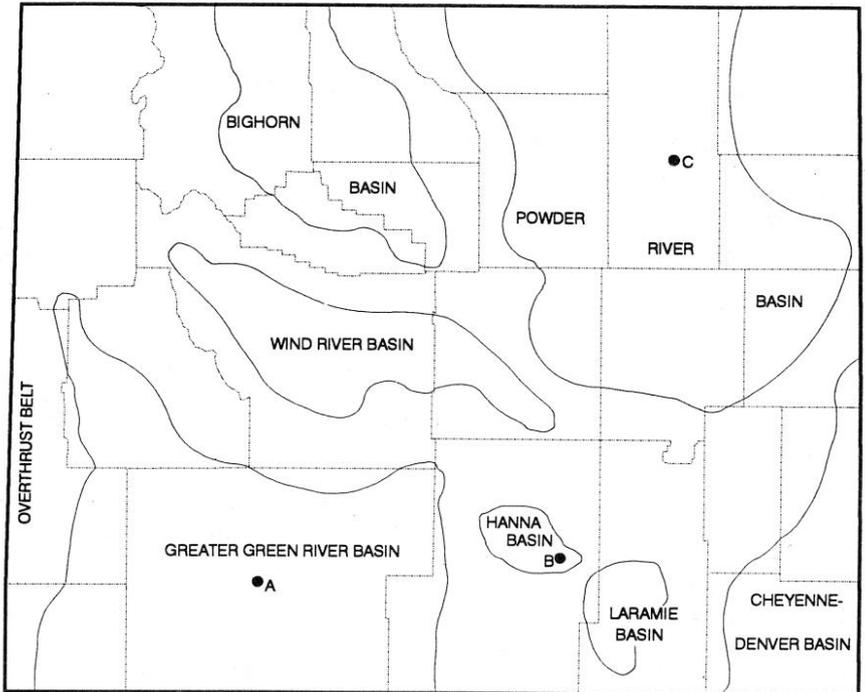 BIGHORN
BASIN
POWDER
RIVER
BASIN
C
WIND RIVER BASIN
OVERTHRUST BELT
GREATER GREEN RIVER BASIN
A
HANNA
BASIN
B
LARAMIE
BASIN
CHEYENNE-
DENVER BASIN